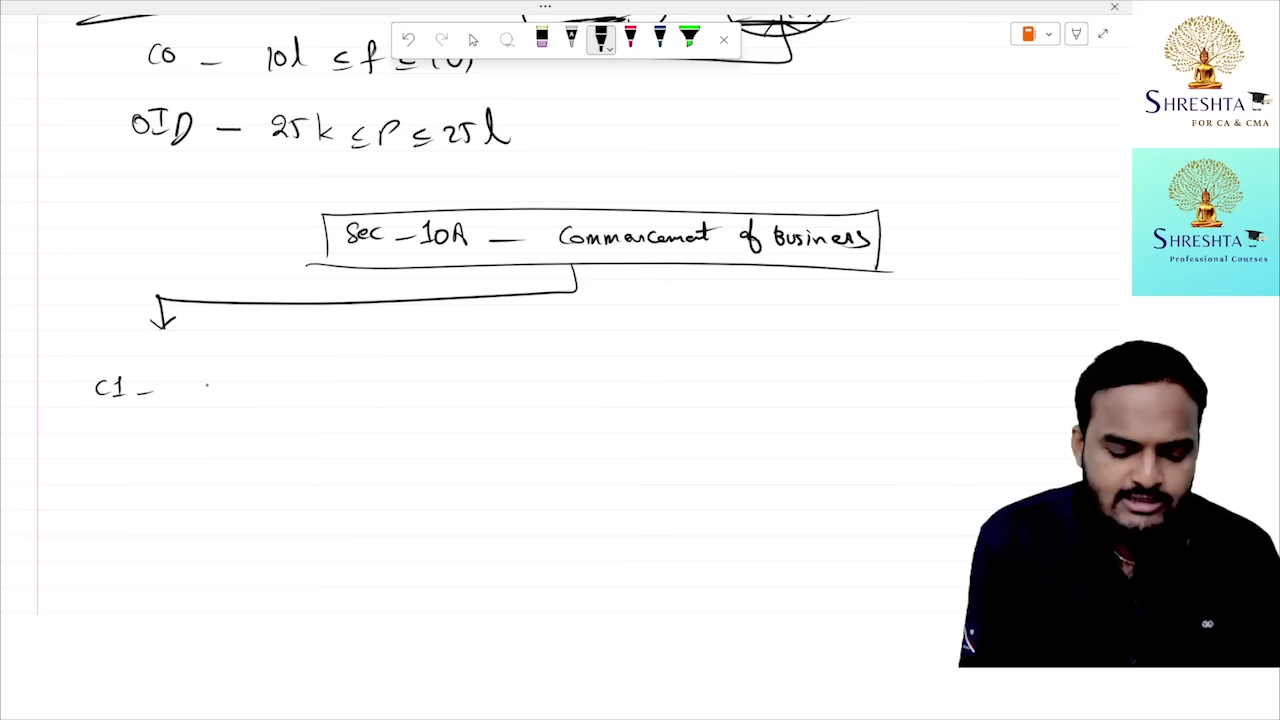 CO - 10l ≤ f ≤
OID - 25k ≤ P ≤ 25l
Sec - 10A - Commencement of Business
C1 -
SHRESHTA
FOR CA & CMA
SHRESHTA
Professional Courses